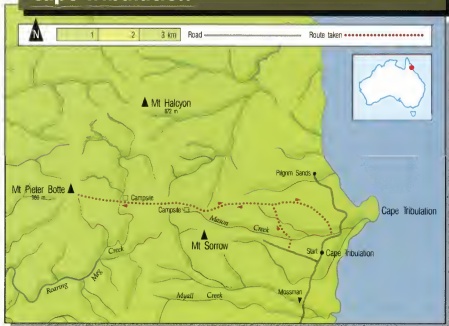 Cape Tribulation
N
1 2 3 km
Road
Route taken
Mt Halcyon
872 m
Pilgrim Sands
Mt Pieter Botte
Campsite
Campsite
Cape Tribulation
Mason
Creek
Mt Sorrow
Start
Cape Tribulation
Creek
Meg
Roaring
Myall Creek
Mossman